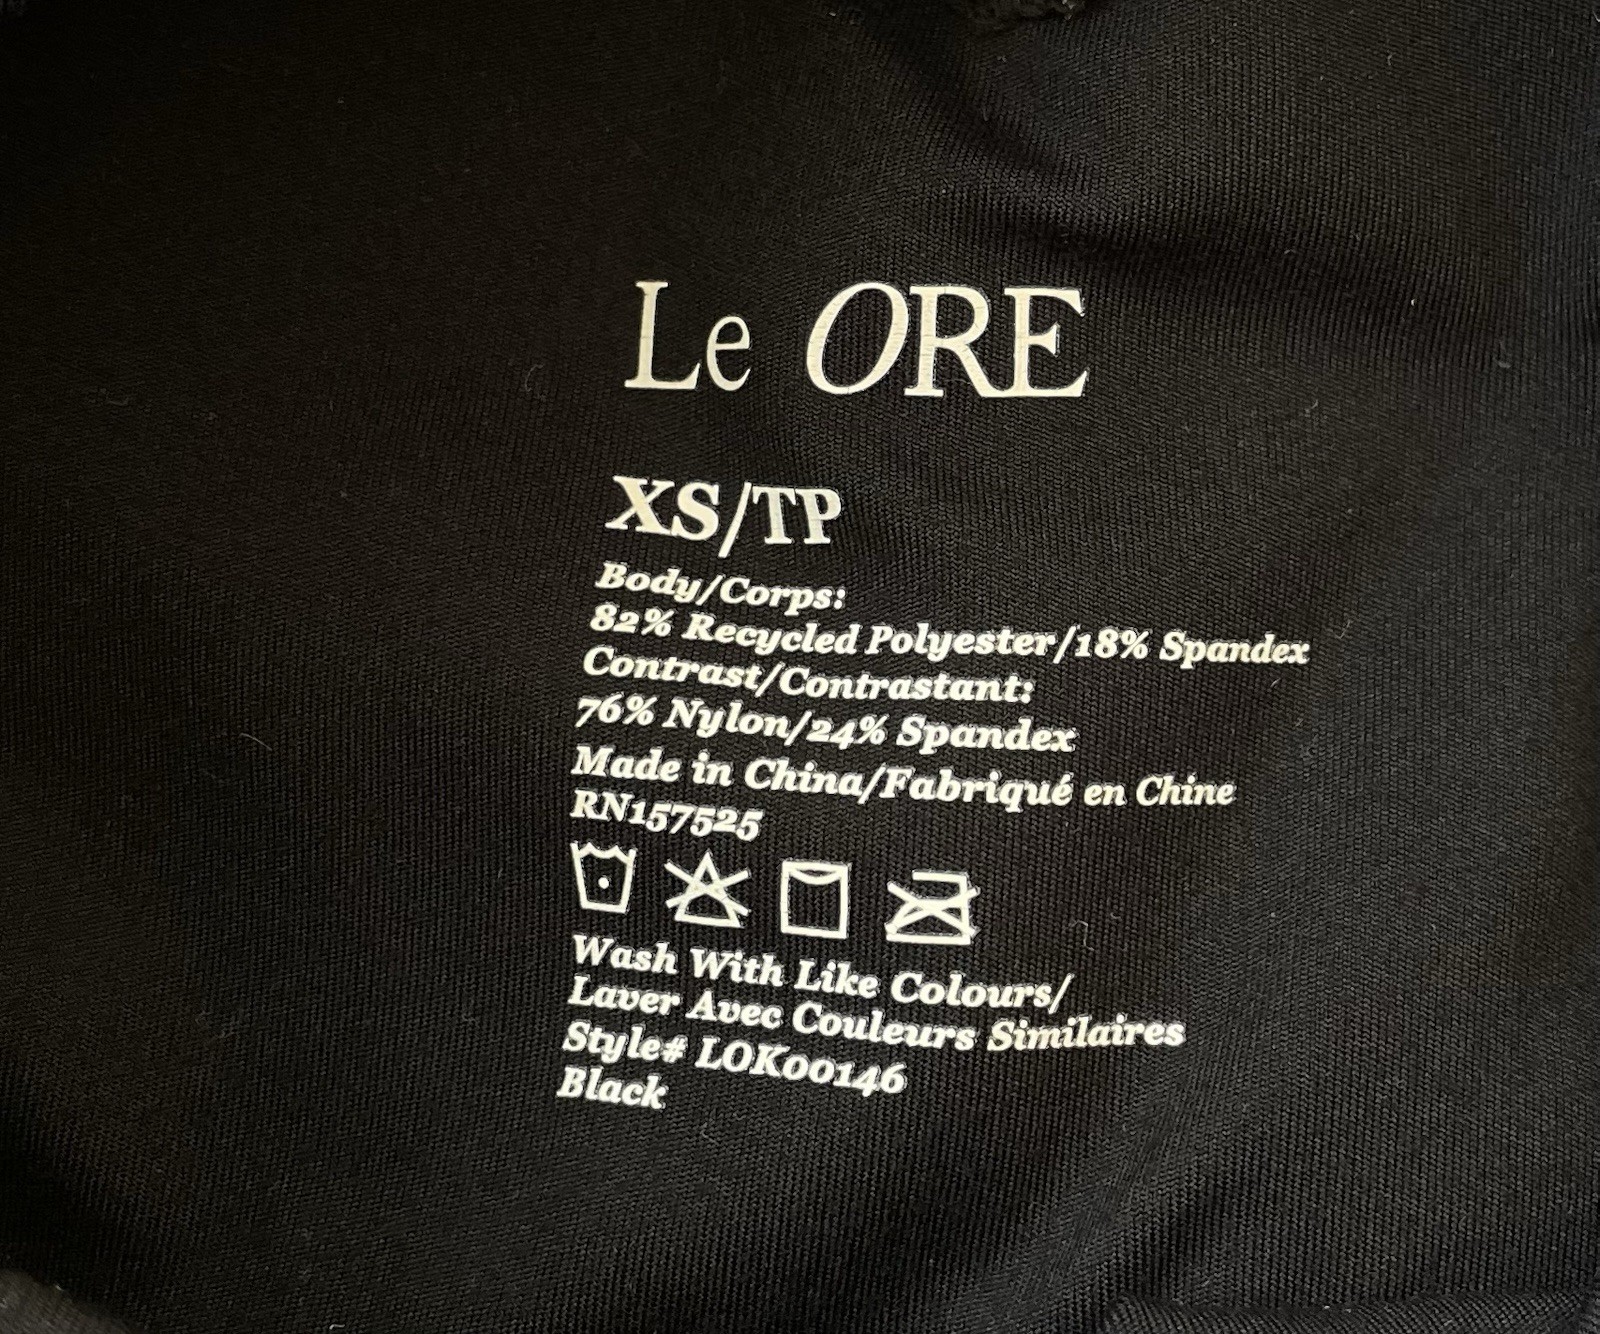 Le ORE
XS/TP
Body/Corps:
82% Recycled Polyester/18% Spandex
Contrast/Contrastant:
76% Nylon/24% Spandex
Made in China/Fabriqué en Chine
RN157525
Wash With Like Colours/
Laver Avec Couleurs Similaires
Style# LOK00146
Black